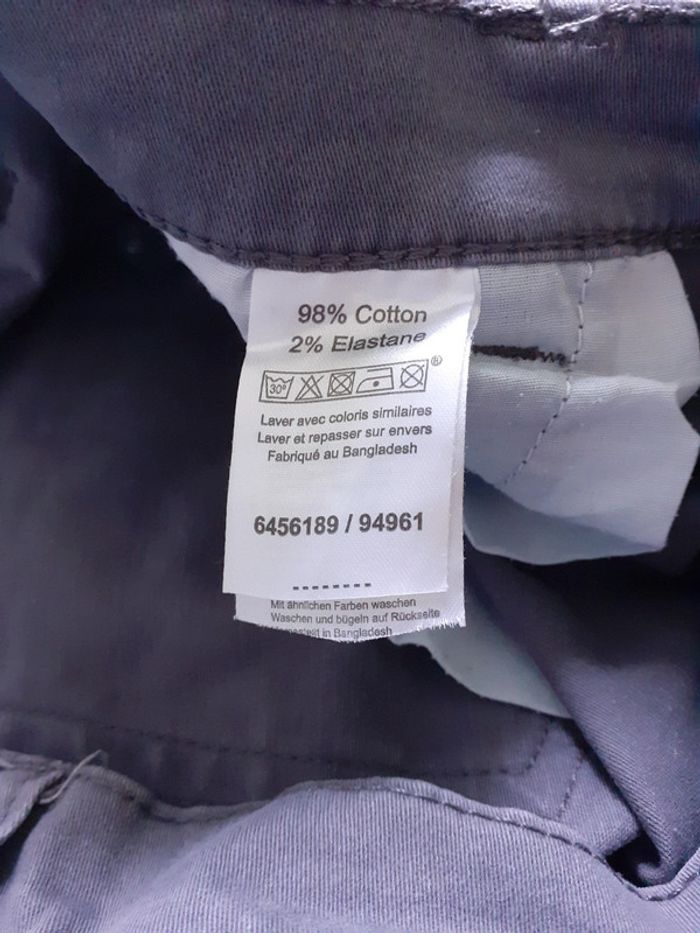 98% Cotton
2% Elastane
30° ®
Laver avec coloris similaires
Laver et repasser sur envers
Fabriqué au Bangladesh
6456189 / 94961
Mit ähnlichen Farben waschen
Waschen und bügeln auf Rückseite
in Bangladesh